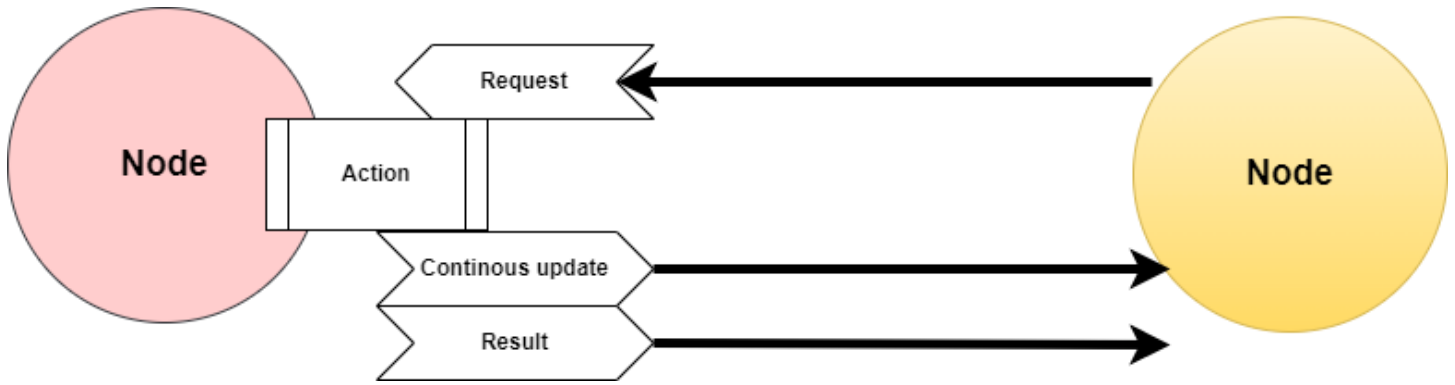 Request
Node
Action
Node
Continous update
Result